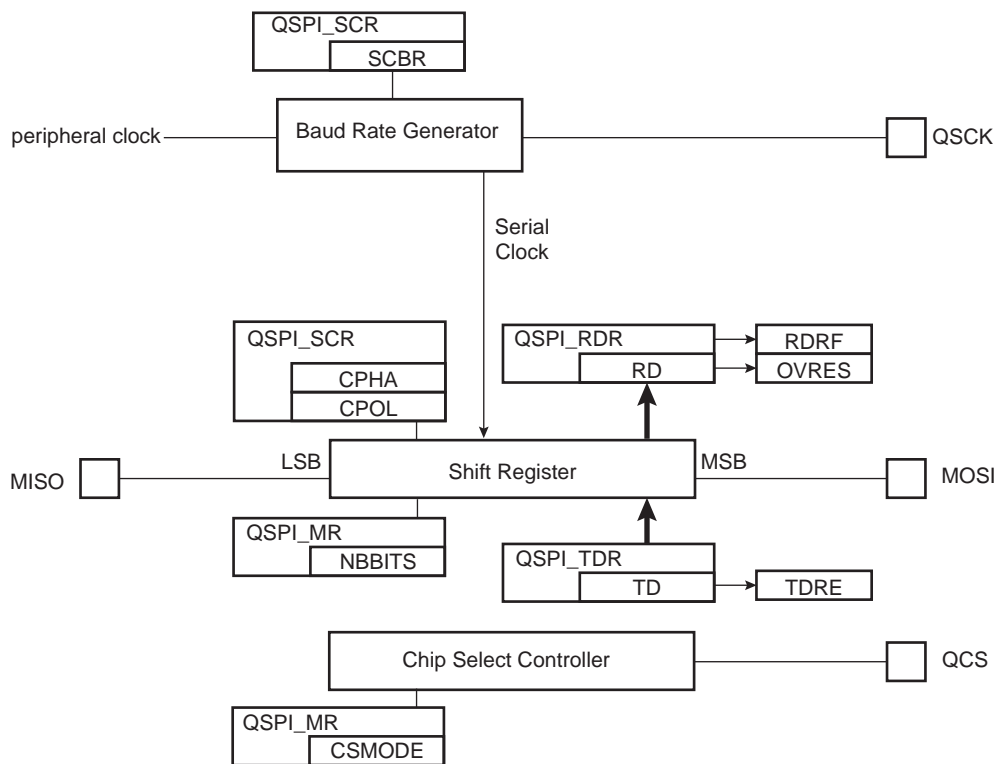 QSPI_SCR
SCBR
peripheral clock
Baud Rate Generator
QSCK
Serial
Clock
QSPI_SCR
CPHA
CPOL
QSPI_RDR
RD
RDRF
OVRES
MISO
LSB
Shift Register
MSB
MOSI
QSPI_MR
NBBITS
QSPI_TDR
TD
TDRE
Chip Select Controller
QCS
QSPI_MR
CSMODE